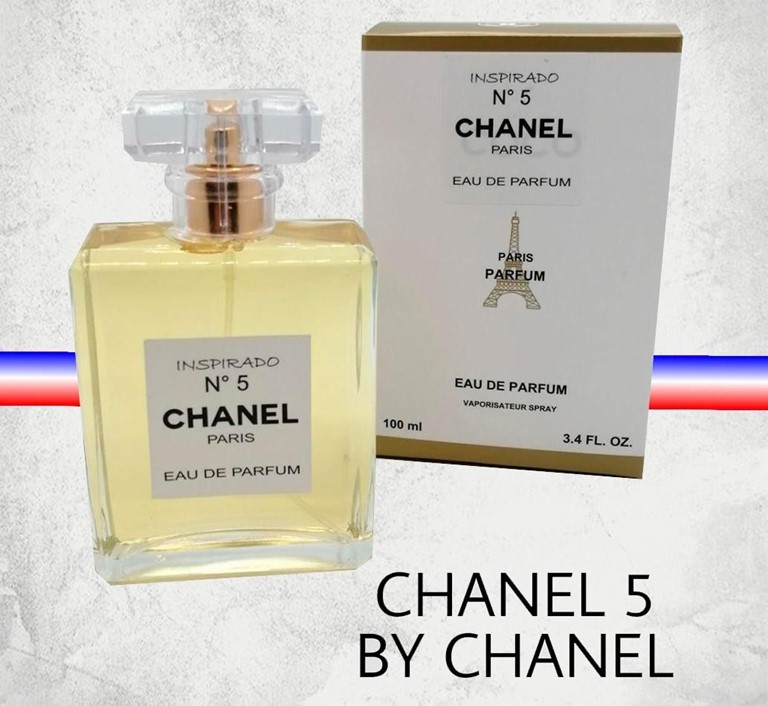 INSPIRADO
N° 5
CHANEL
PARIS
EAU DE PARFUM
PARIS
PARFUM
EAU DE PARFUM
VAPORISATEUR SPRAY
100 ml
3.4 FL. OZ.
INSPIRADO
N° 5
CHANEL
PARIS
EAU DE PARFUM
CHANEL 5
BY CHANEL